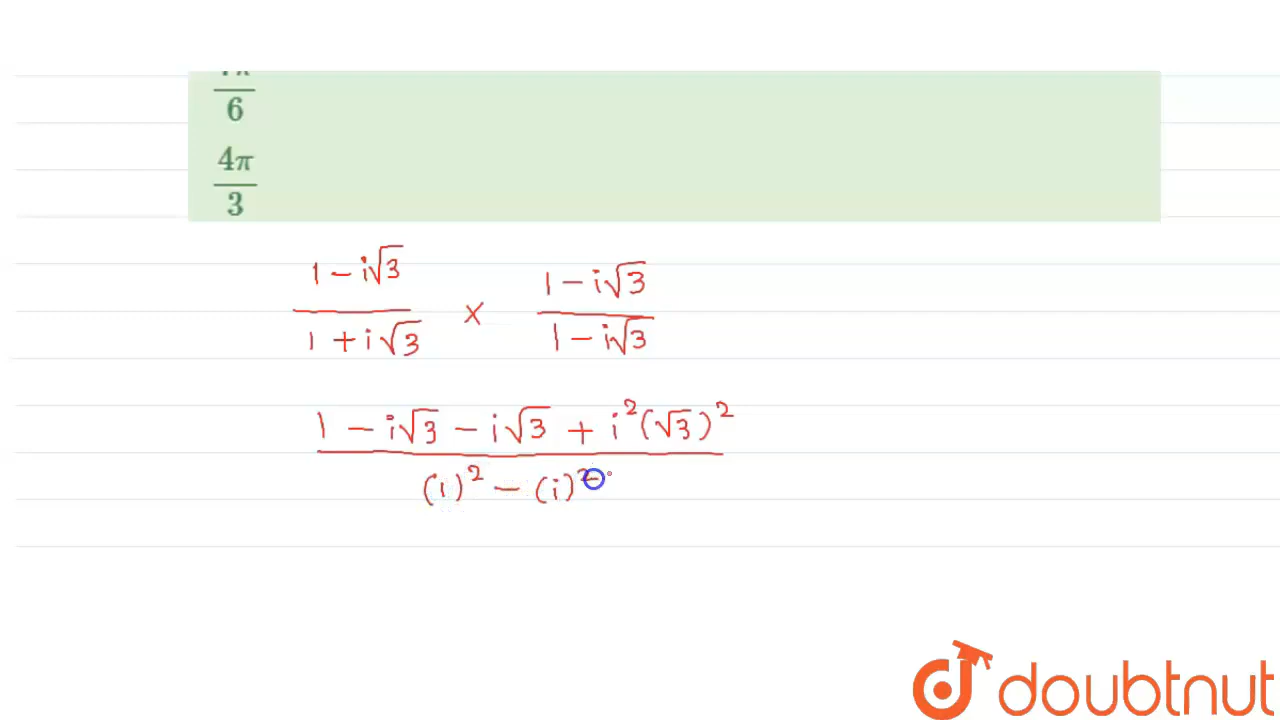 6
4π
3
1 - i√3
1 + i√3
×
1 - i√3
1 - i√3
1 - i√3 - i√3 + i²(√3)²
(1)² - (i)²
doubtnut